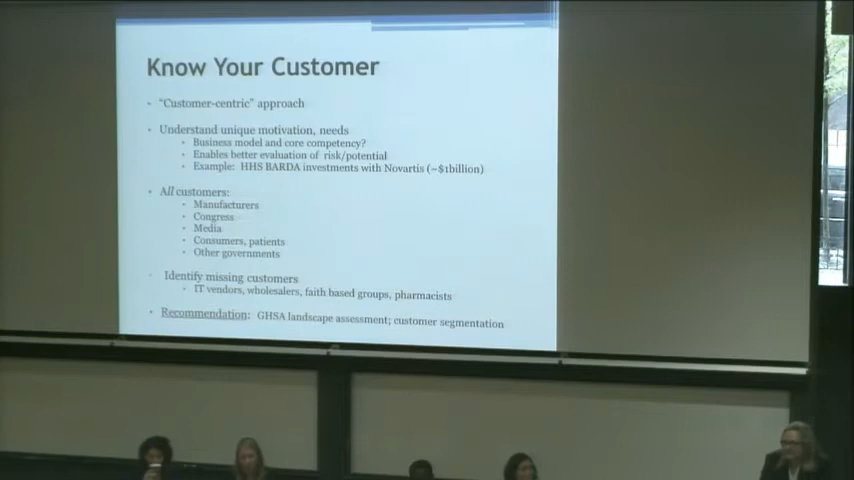 Know Your Customer
• "Customer-centric" approach
• Understand unique motivation, needs
• Business model and core competency?
• Enables better evaluation of risk/potential
• Example: HHS BARDA investments with Novartis (~$1billion)
• All customers:
• Manufacturers
• Congress
• Media
• Consumers, patients
• Other governments
• Identify missing customers
• IT vendors, wholesalers, faith based groups, pharmacists
• Recommendation: GHSA landscape assessment; customer segmentation